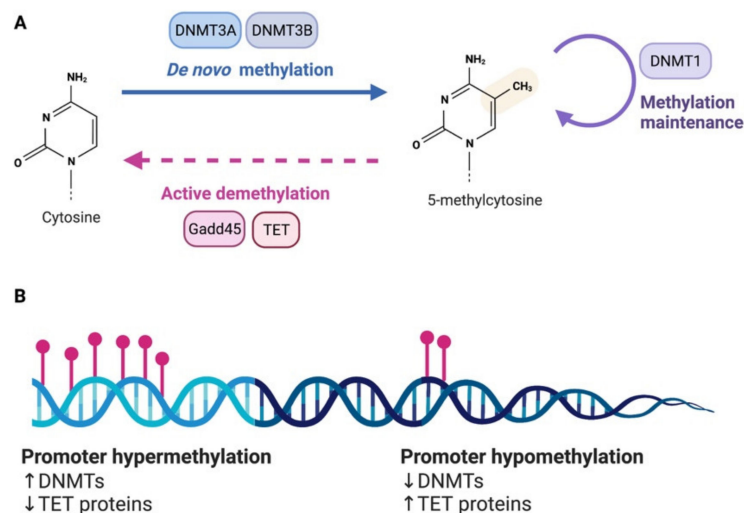 A
DNMT3A DNMT3B
De novo methylation
NH₂
N
O
N
Cytosine
NH₂
CH₃
N
O
N
5-methylcytosine
DNMT1
Methylation
maintenance
Active demethylation
Gadd45 TET
B
Promoter hypermethylation
↑DNMTs
↓TET proteins
Promoter hypomethylation
↓DNMTs
↑TET proteins